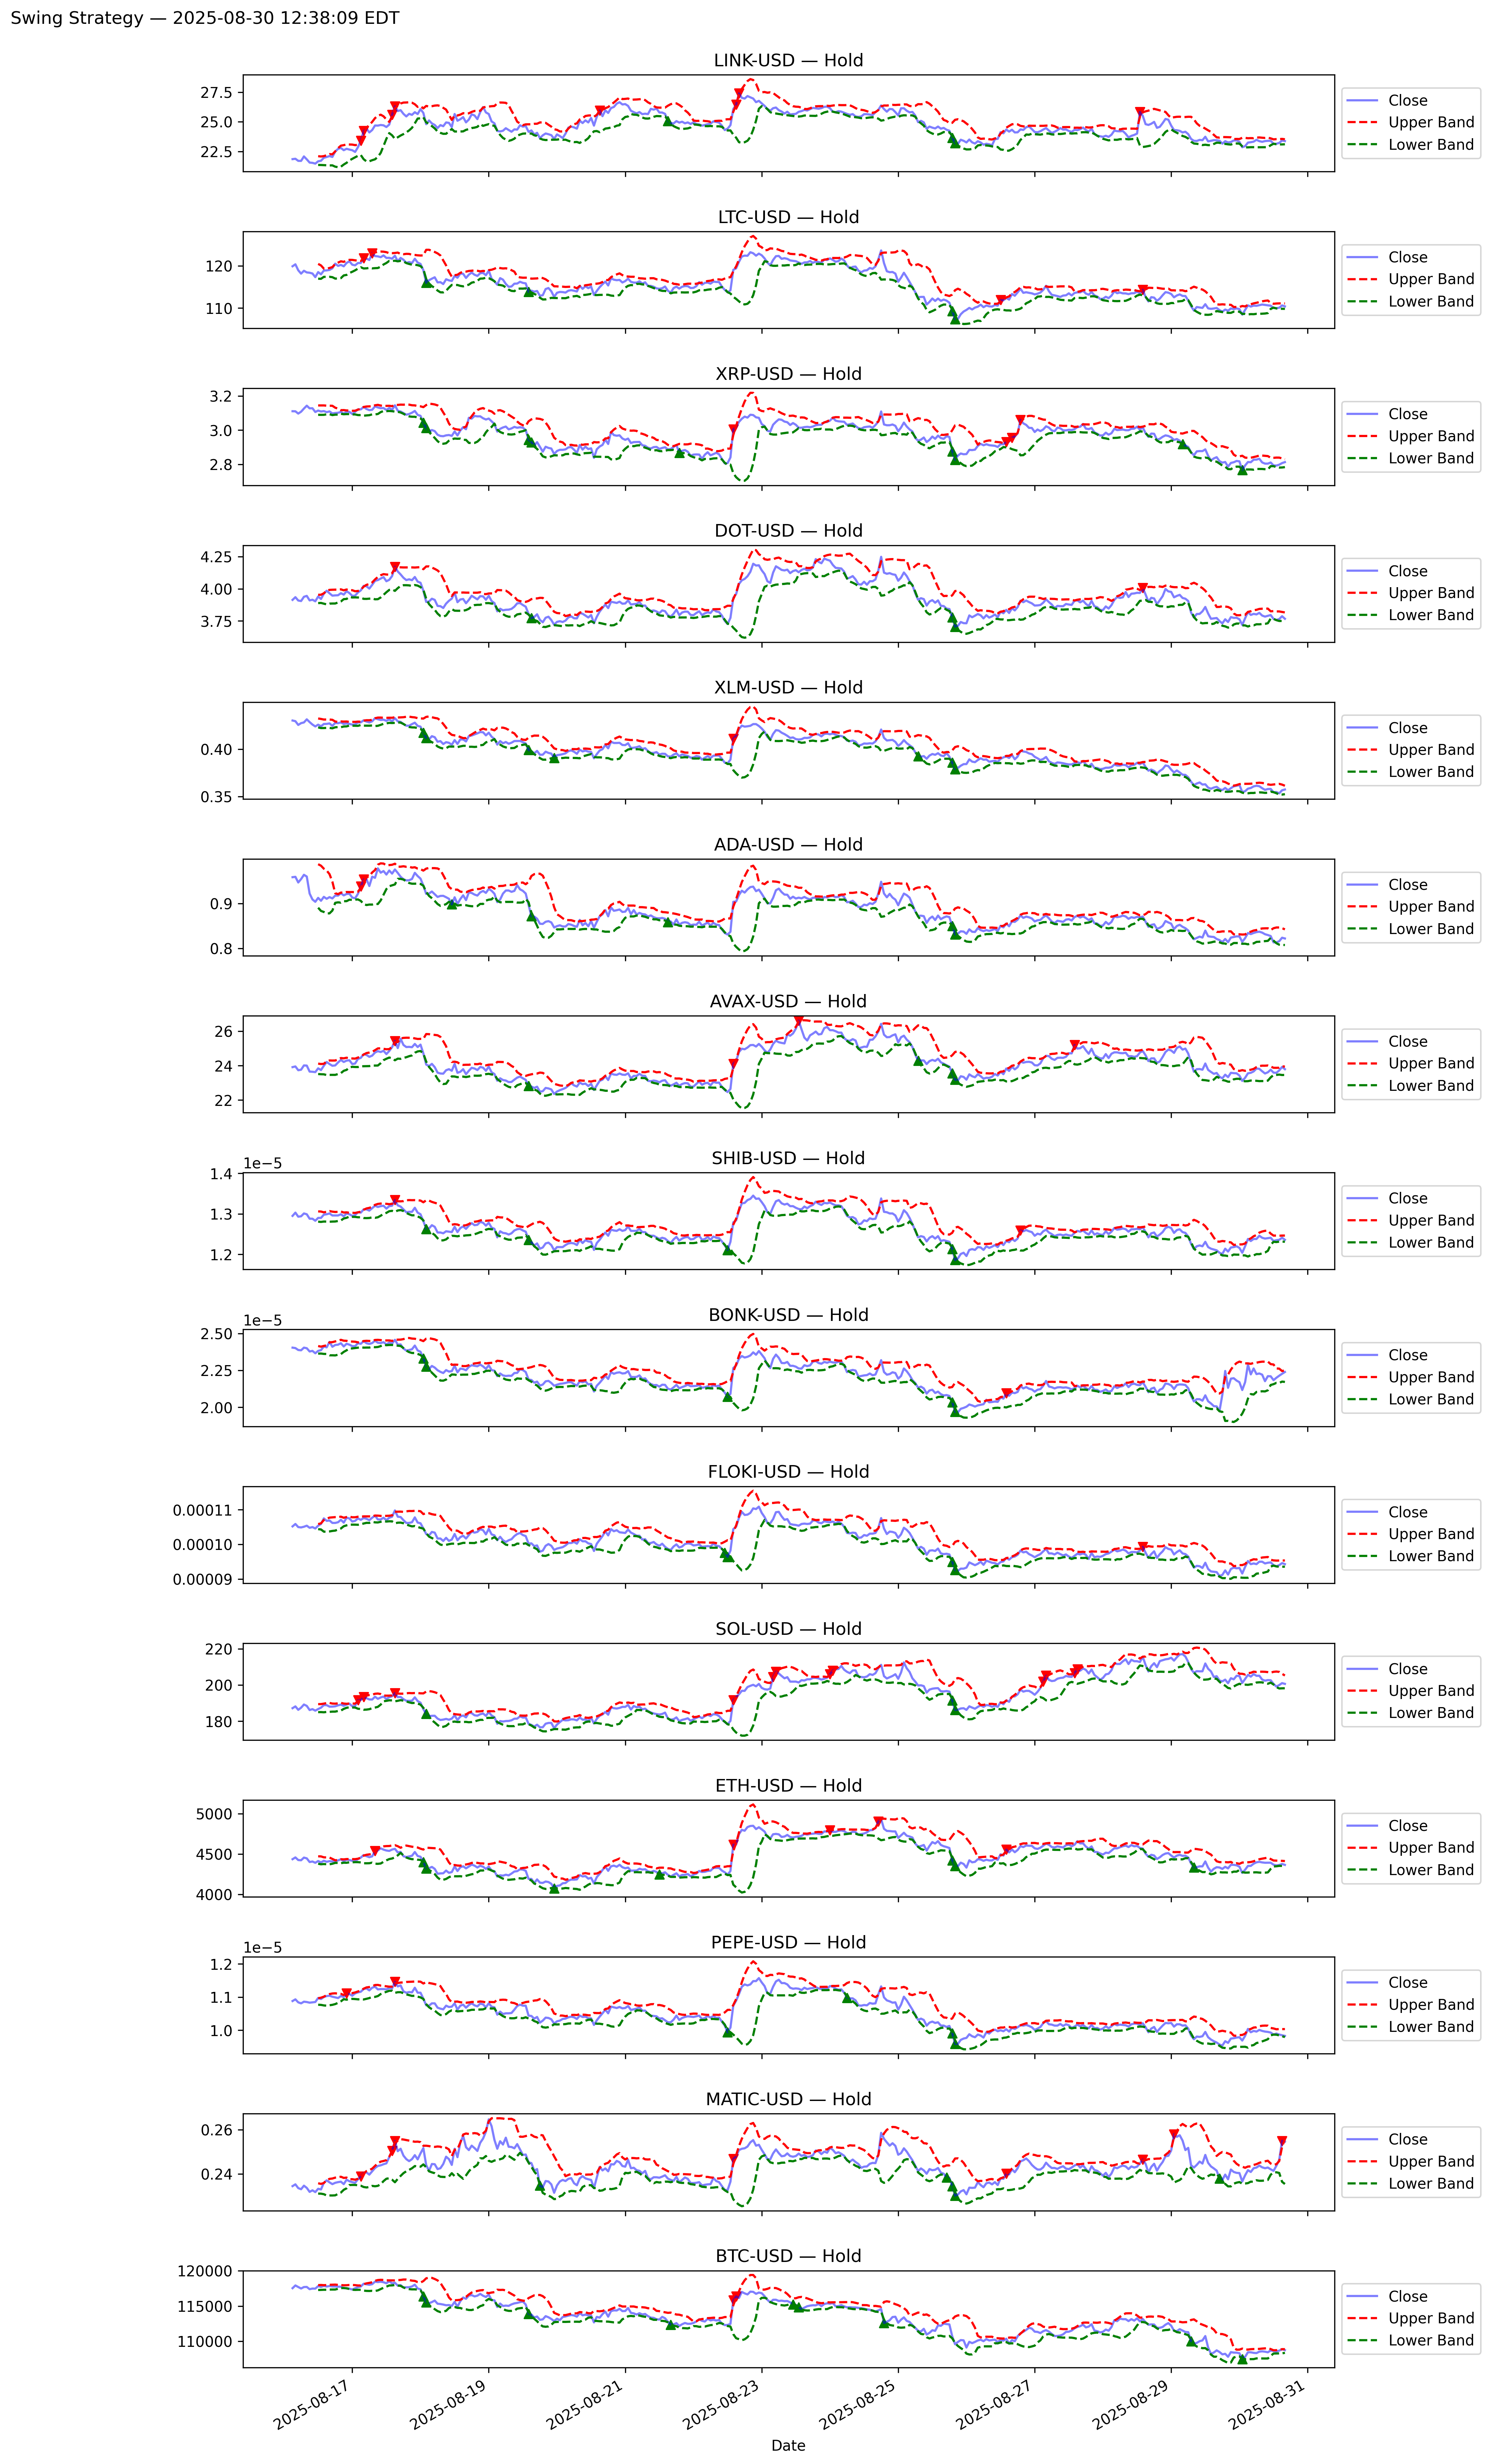 Swing Strategy — 2025-08-30 12:38:09 EDT
LINK-USD — Hold
27.5
25.0
22.5
Close
Upper Band
Lower Band
LTC-USD — Hold
120
110
Close
Upper Band
Lower Band
XRP-USD — Hold
3.2
3.0
2.8
Close
Upper Band
Lower Band
DOT-USD — Hold
4.25
4.00
3.75
Close
Upper Band
Lower Band
XLM-USD — Hold
0.40
0.35
Close
Upper Band
Lower Band
ADA-USD — Hold
0.9
0.8
Close
Upper Band
Lower Band
AVAX-USD — Hold
26
24
22
Close
Upper Band
Lower Band
SHIB-USD — Hold
1e−5
1.4
1.3
1.2
Close
Upper Band
Lower Band
BONK-USD — Hold
1e−5
2.50
2.25
2.00
Close
Upper Band
Lower Band
FLOKI-USD — Hold
0.00011
0.00010
0.00009
Close
Upper Band
Lower Band
SOL-USD — Hold
220
200
180
Close
Upper Band
Lower Band
ETH-USD — Hold
5000
4500
4000
Close
Upper Band
Lower Band
PEPE-USD — Hold
1e−5
1.2
1.1
1.0
Close
Upper Band
Lower Band
MATIC-USD — Hold
0.26
0.24
Close
Upper Band
Lower Band
BTC-USD — Hold
120000
115000
110000
Close
Upper Band
Lower Band
2025-08-17
2025-08-19
2025-08-21
2025-08-23
2025-08-25
2025-08-27
2025-08-29
2025-08-31
Date